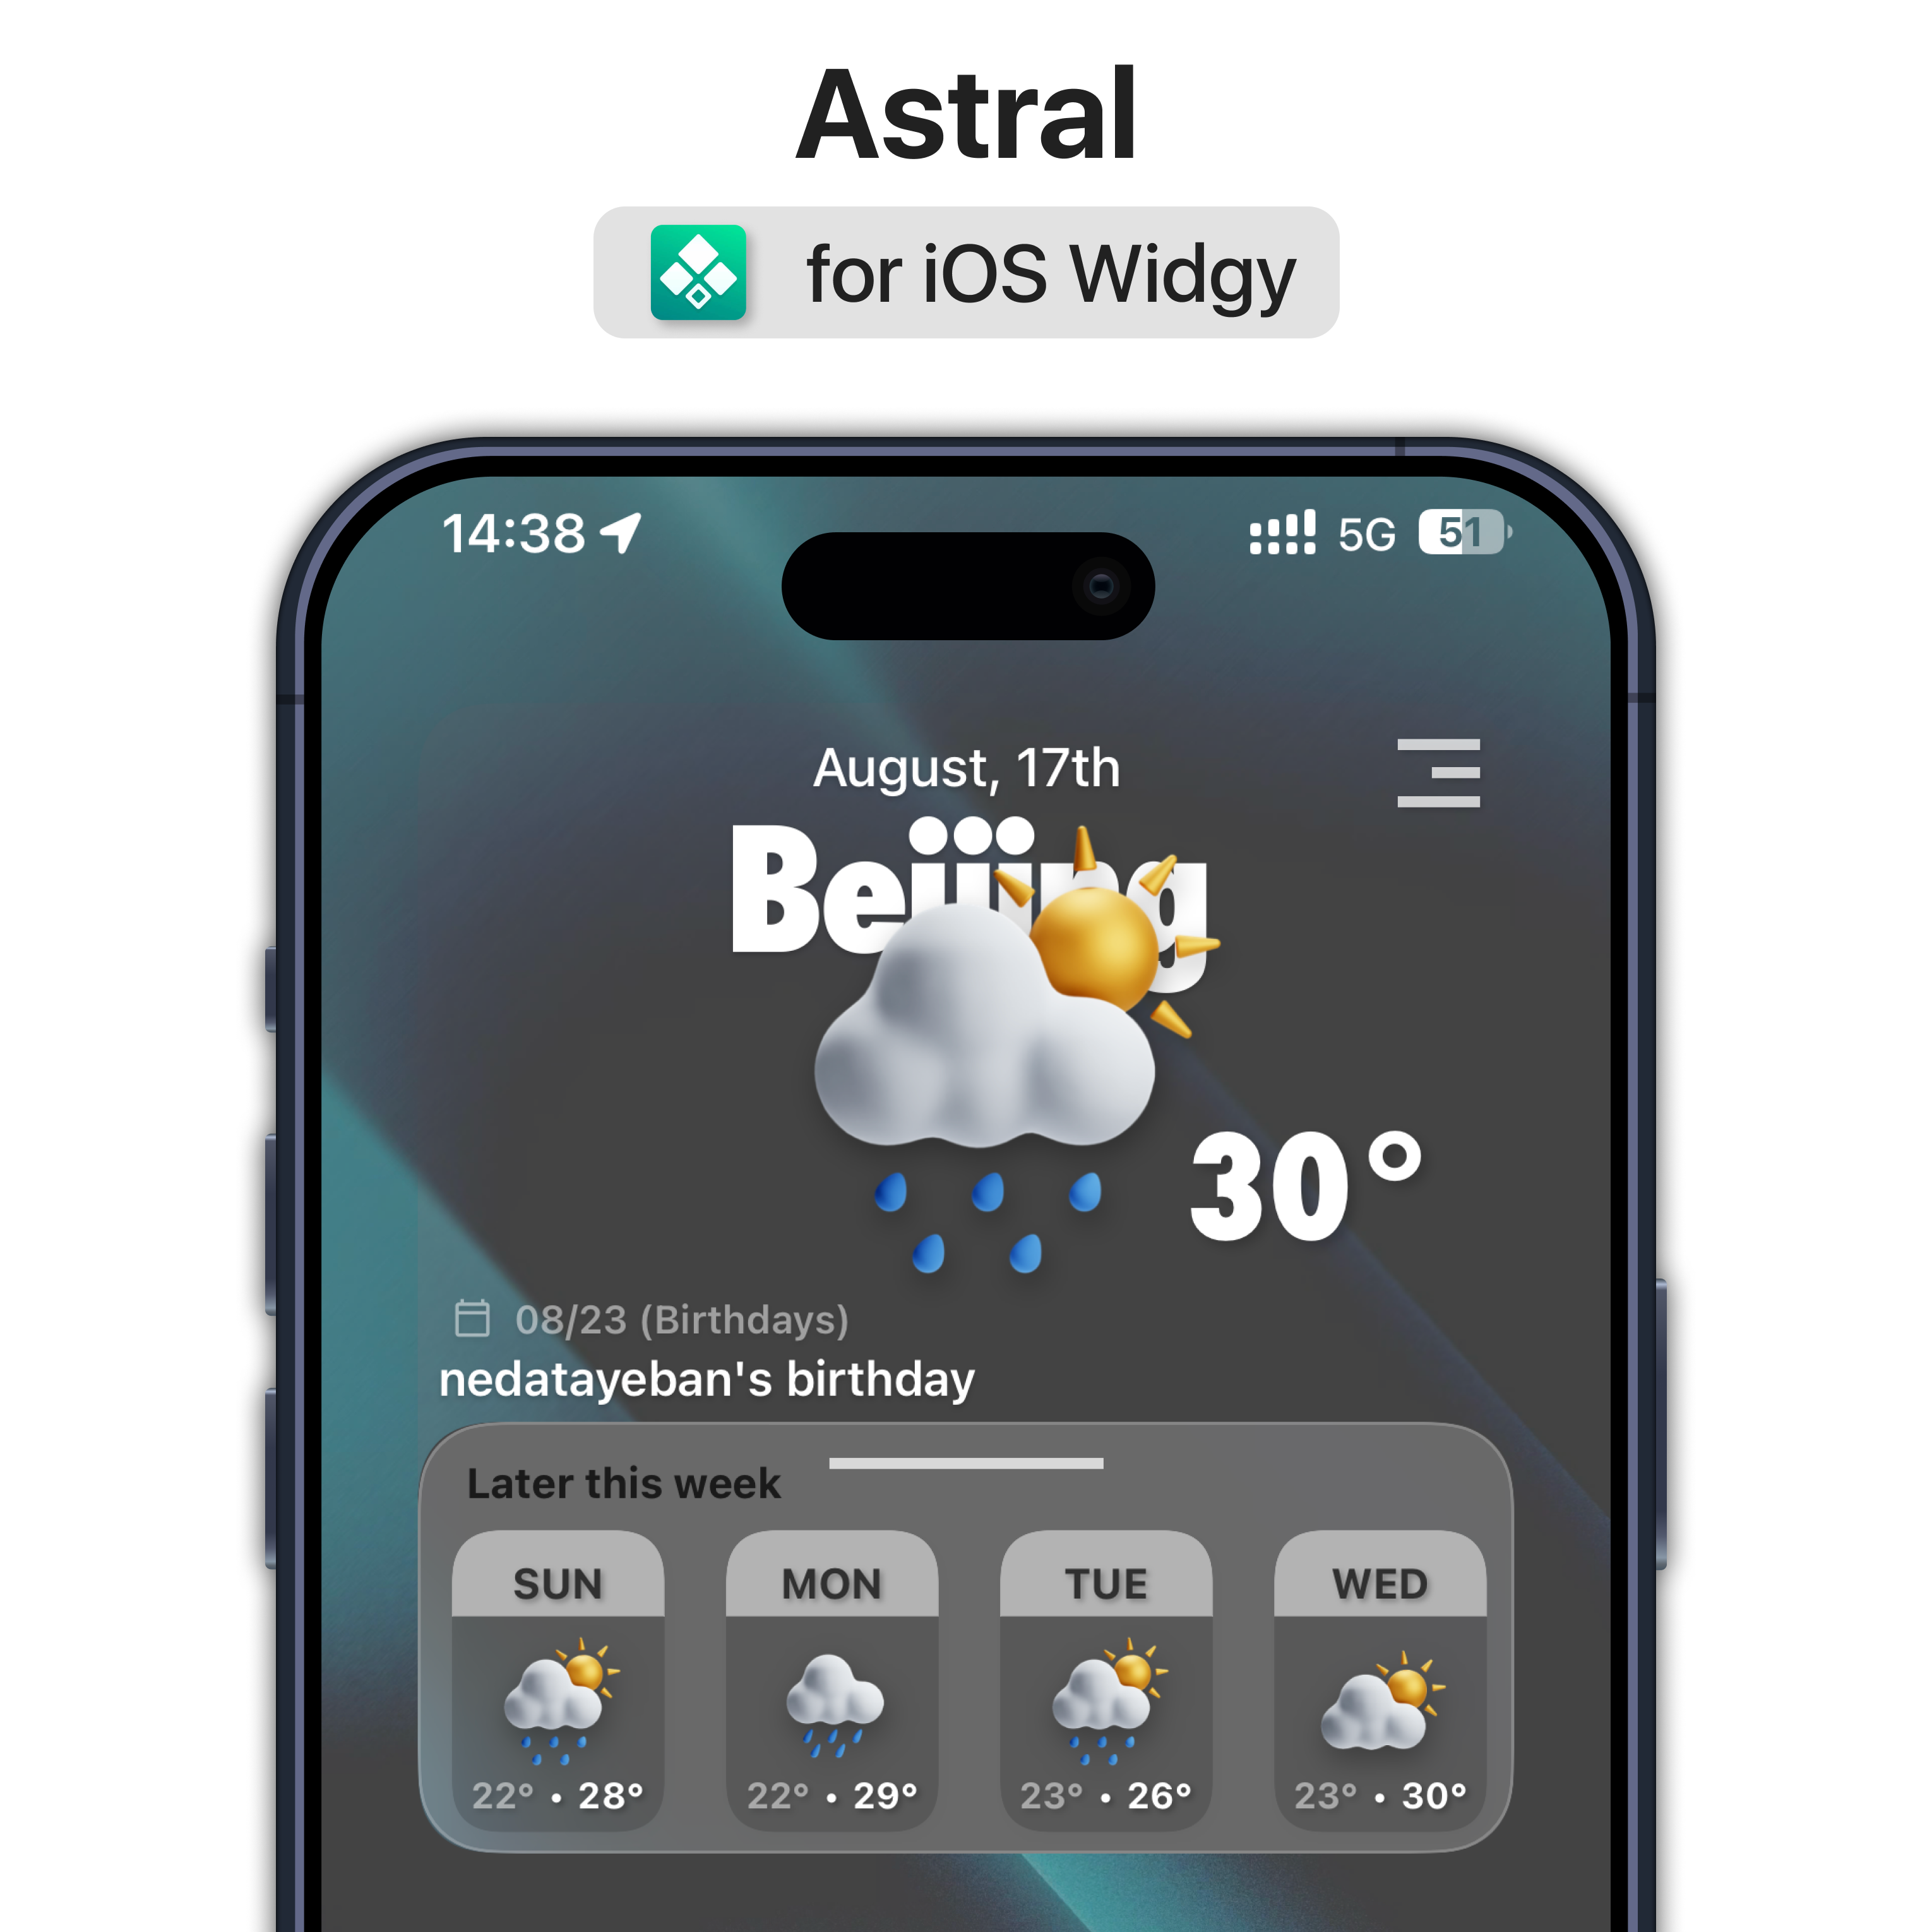 Astral
for iOS Widgy
14:38
5G
51
August, 17th
Beijing
30°
08/23 (Birthdays)
nedatayeban's birthday
Later this week
SUN
MON
TUE
WED
22° • 28°
22° • 29°
23° • 26°
23° • 30°